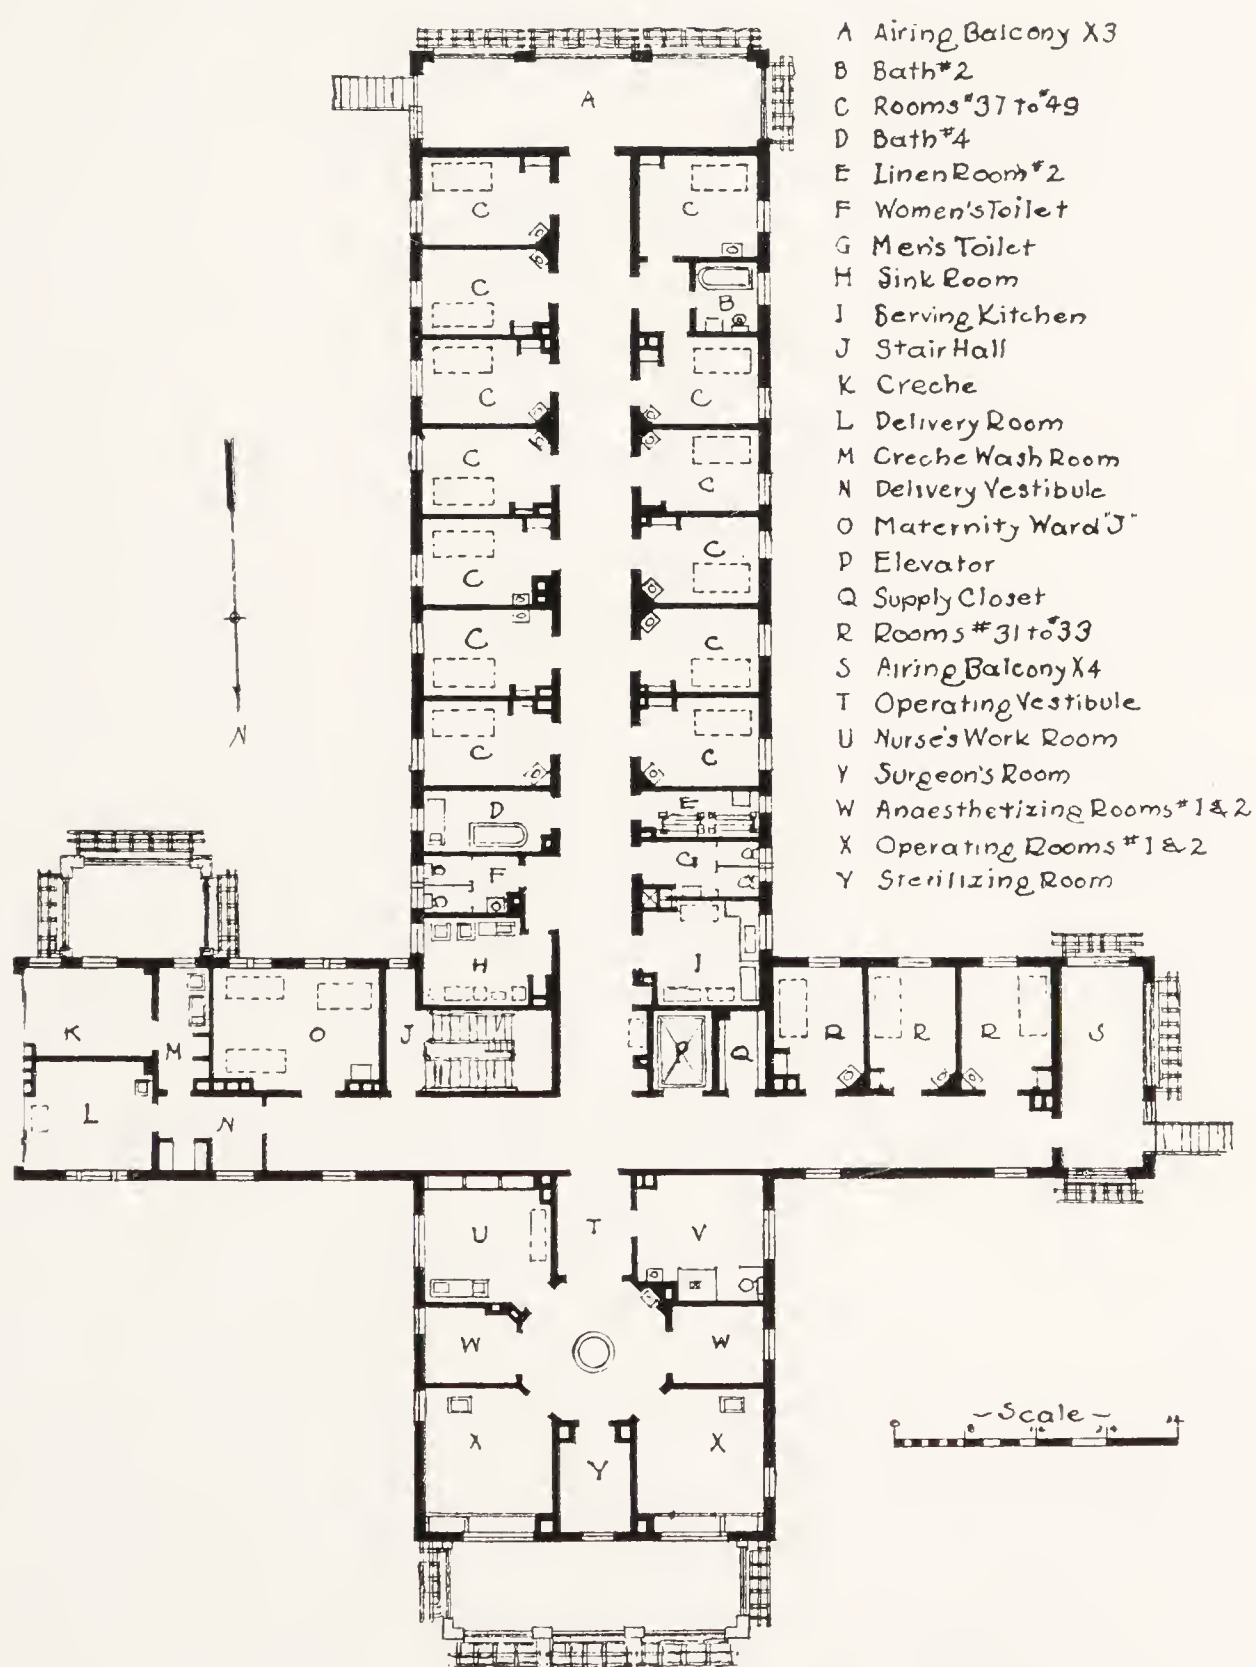 A Airing Balcony X3
B Bath #2
C Rooms #37 to #49
D Bath #4
E Linen Room #2
F Women's Toilet
G Men's Toilet
H Sink Room
I Serving Kitchen
J Stair Hall
K Creche
L Delivery Room
M Creche Wash Room
N Delivery Vestibule
O Maternity Ward "J"
P Elevator
Q Supply Closet
R Rooms #31 to #33
S Airing Balcony X4
T Operating Vestibule
U Nurse's Work Room
V Surgeon's Room
W Anaesthetizing Rooms #1 & 2
X Operating Rooms #1 & 2
Y Sterilizing Room
A
C C
C B
C C
C C
C C
C C
C C
N
D E
F G
H I
K M O J P Q R R R S
L N
U T V
W W
X Y X
-Scale-